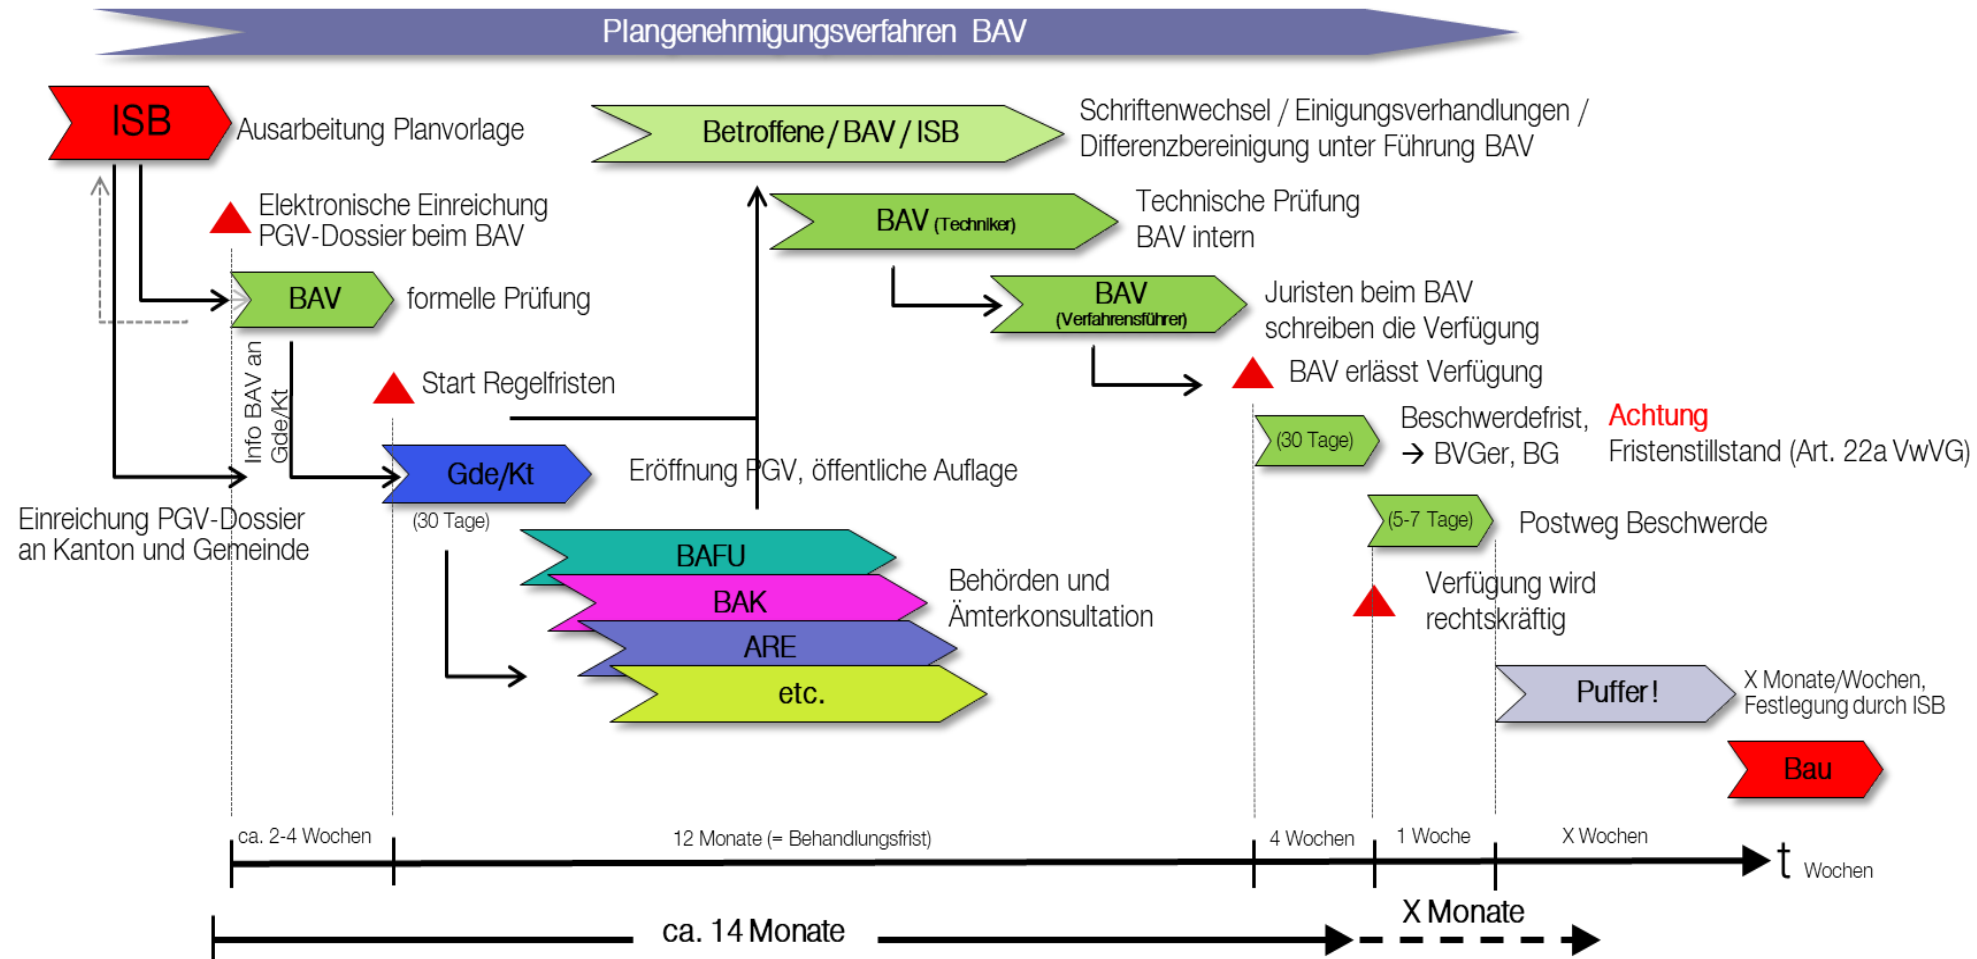 Plangenehmigungsverfahren BAV
ISB
Ausarbeitung Planvorlage
Betroffene / BAV / ISB
Schriftenwechsel / Einigungsverhandlungen /
Differenzbereinigung unter Führung BAV
Elektronische Einreichung
PGV-Dossier beim BAV
BAV (Techniker)
Technische Prüfung
BAV intern
BAV
formelle Prüfung
BAV
(Verfahrensführer)
Juristen beim BAV
schreiben die Verfügung
Info BAV an
Gde/Kt
Start Regelfristen
BAV erlässt Verfügung
(30 Tage)
Beschwerdefrist,
→ BVGer, BG
Achtung
Fristenstillstand (Art. 22a VwVG)
Gde/Kt
Eröffnung PGV, öffentliche Auflage
(30 Tage)
Einreichung PGV-Dossier
an Kanton und Gemeinde
(5-7 Tage)
Postweg Beschwerde
BAFU
BAK
ARE
etc.
Behörden und
Ämterkonsultation
Verfügung wird
rechtskräftig
Puffer!
X Monate/Wochen,
Festlegung durch ISB
Bau
ca. 2-4 Wochen
12 Monate (= Behandlungsfrist)
4 Wochen
1 Woche
X Wochen
t Wochen
ca. 14 Monate
X Monate